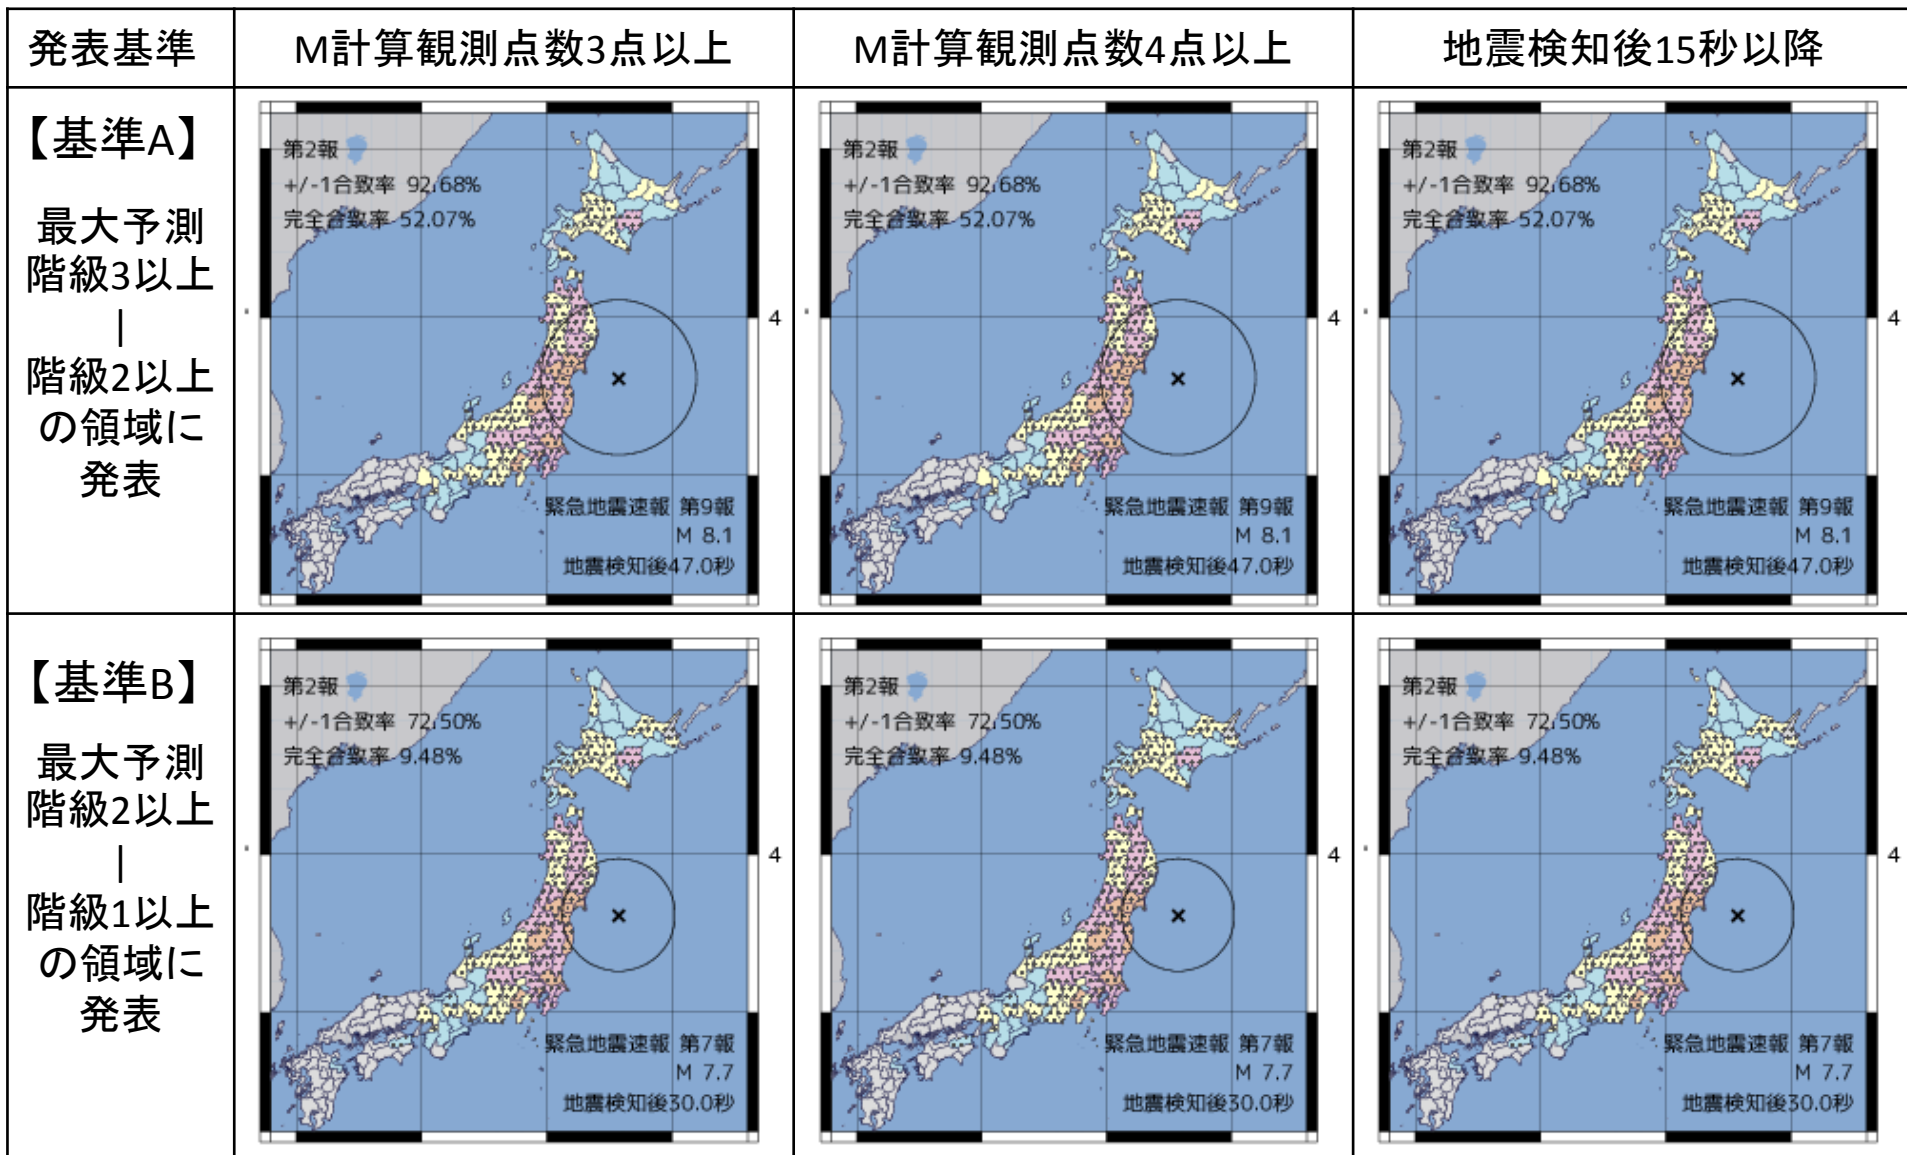 発表基準
M計算観測点数3点以上
M計算観測点数4点以上
地震検知後15秒以降
【基準A】
最大予測
階級3以上
|
階級2以上
の領域に
発表
第2報
+/-1合致率 92.68%
完全合致率 52.07%
4
緊急地震速報 第9報
M 8.1
地震検知後47.0秒
第2報
+/-1合致率 92.68%
完全合致率 52.07%
4
緊急地震速報 第9報
M 8.1
地震検知後47.0秒
第2報
+/-1合致率 92.68%
完全合致率 52.07%
4
緊急地震速報 第9報
M 8.1
地震検知後47.0秒
【基準B】
最大予測
階級2以上
|
階級1以上
の領域に
発表
第2報
+/-1合致率 72.50%
完全合致率 9.48%
4
緊急地震速報 第7報
M 7.7
地震検知後30.0秒
第2報
+/-1合致率 72.50%
完全合致率 9.48%
4
緊急地震速報 第7報
M 7.7
地震検知後30.0秒
第2報
+/-1合致率 72.50%
完全合致率 9.48%
4
緊急地震速報 第7報
M 7.7
地震検知後30.0秒